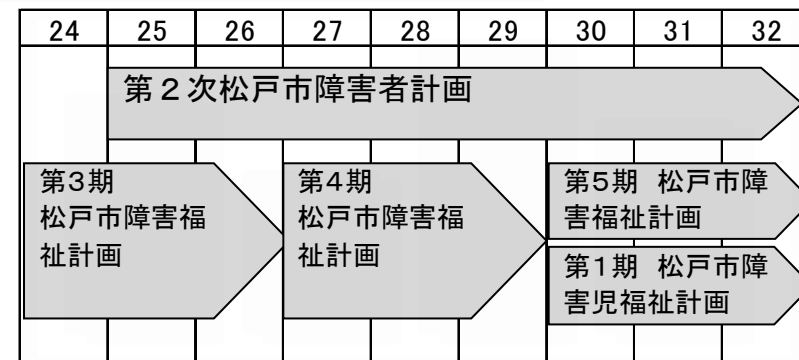 24 25 26 27 28 29 30 31 32
第２次松戸市障害者計画
第3期
松戸市障害福
祉計画
第4期
松戸市障害福
祉計画
第5期 松戸市障
害福祉計画
第1期 松戸市障
害児福祉計画